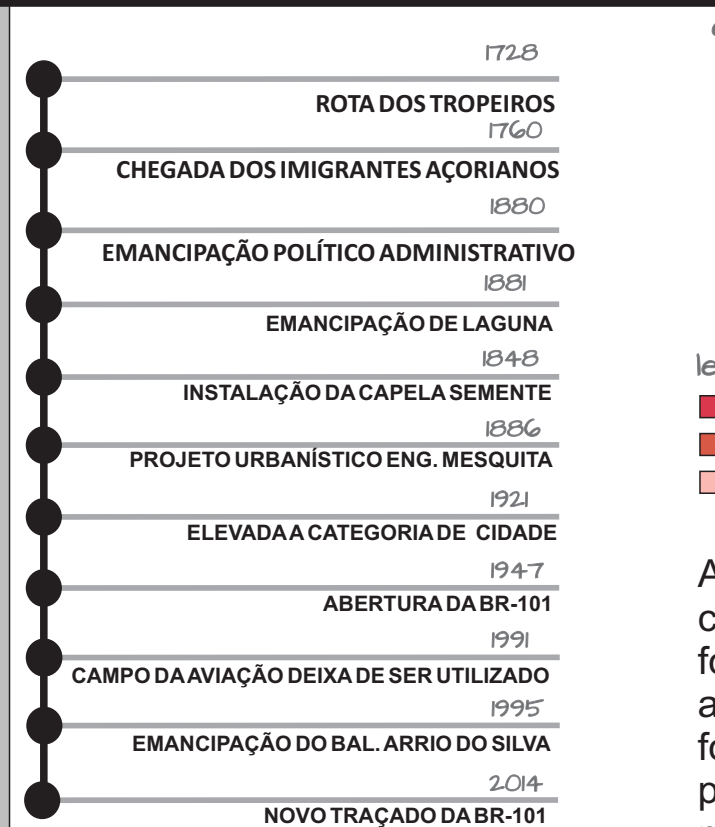 1728
ROTA DOS TROPEIROS
1760
CHEGADA DOS IMIGRANTES AÇORIANOS
1880
EMANCIPAÇÃO POLÍTICO ADMINISTRATIVO
1881
EMANCIPAÇÃO DE LAGUNA
1848
INSTALAÇÃO DA CAPELA SEMENTE
1886
PROJETO URBANÍSTICO ENG. MESQUITA
1921
ELEVADA A CATEGORIA DE CIDADE
1947
ABERTURA DA BR-101
1991
CAMPO DA AVIAÇÃO DEIXA DE SER UTILIZADO
1995
EMANCIPAÇÃO DO BAL. ARRIO DO SILVA
2014
NOVO TRAÇADO DA BR-101